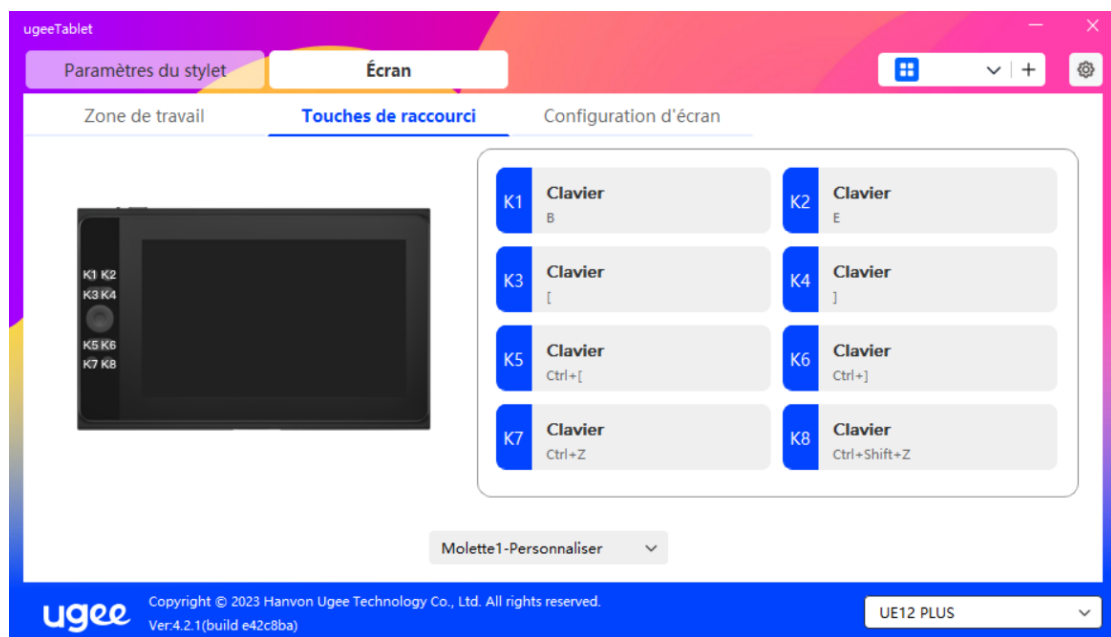 ugeeTablet
Paramètres du stylet
Écran
Zone de travail
Touches de raccourci
Configuration d'écran
K1 K2
K3 K4
K5 K6
K7 K8
K1
Clavier
B
K2
Clavier
E
K3
Clavier
[
K4
Clavier
]
K5
Clavier
Ctrl+[
K6
Clavier
Ctrl+]
K7
Clavier
Ctrl+Z
K8
Clavier
Ctrl+Shift+Z
Molette1-Personnaliser
ugee
Copyright © 2023 Hanvon Ugee Technology Co., Ltd. All rights reserved.
Ver:4.2.1(build e42c8ba)
UE12 PLUS